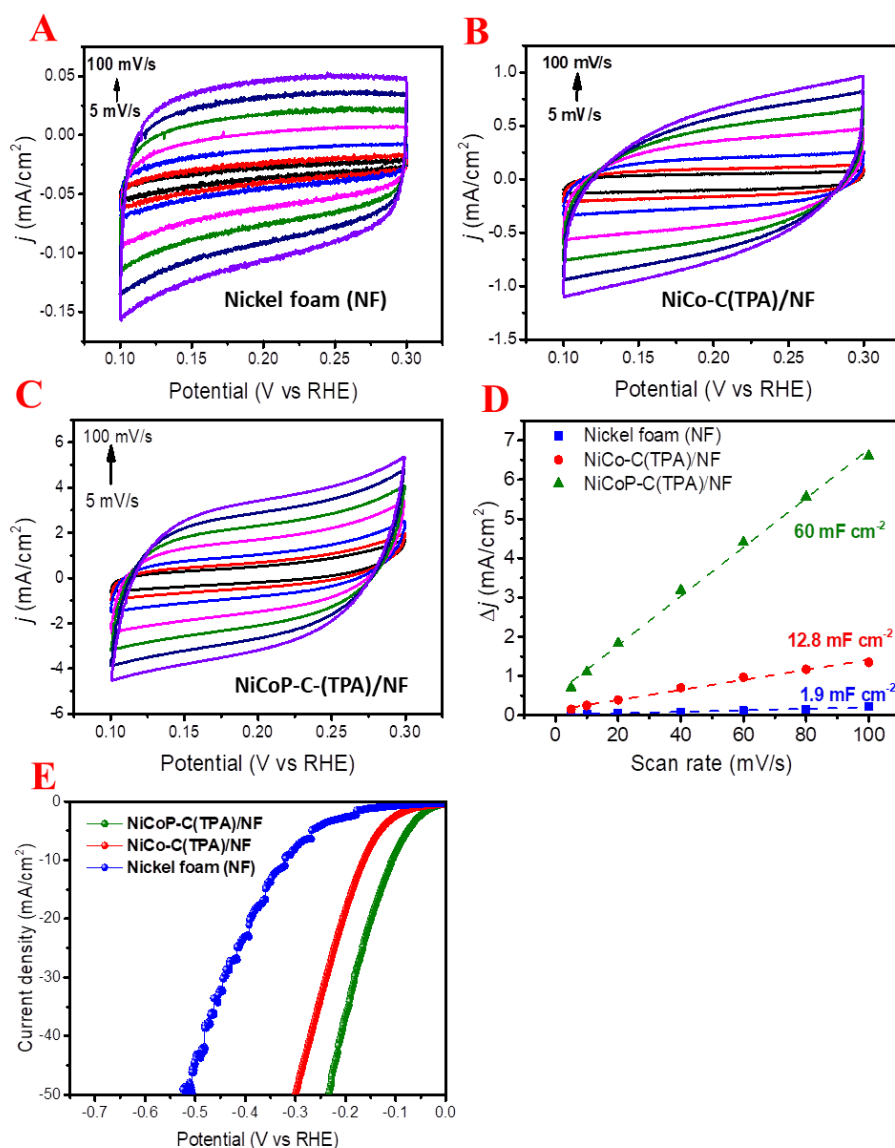 A
100 mV/s
5 mV/s
0.05
0.00
-0.05
-0.10
-0.15
j (mA/cm²)
Nickel foam (NF)
0.10 0.15 0.20 0.25 0.30
Potential (V vs RHE)
B
100 mV/s
5 mV/s
1.0
0.5
0.0
-0.5
-1.0
-1.5
j (mA/cm²)
NiCo-C(TPA)/NF
0.10 0.15 0.20 0.25 0.30
Potential (V vs RHE)
C
100 mV/s
5 mV/s
6
4
2
0
-2
-4
-6
j (mA/cm²)
NiCoP-C-(TPA)/NF
0.10 0.15 0.20 0.25 0.30
Potential (V vs RHE)
D
7
6
5
4
3
2
1
0
Δj (mA/cm²)
Nickel foam (NF)
NiCo-C(TPA)/NF
NiCoP-C(TPA)/NF
60 mF cm⁻²
12.8 mF cm⁻²
1.9 mF cm⁻²
0 20 40 60 80 100
Scan rate (mV/s)
E
0
-10
-20
-30
-40
-50
Current density (mA/cm²)
NiCoP-C(TPA)/NF
NiCo-C(TPA)/NF
Nickel foam (NF)
-0.7 -0.6 -0.5 -0.4 -0.3 -0.2 -0.1 0.0
Potential (V vs RHE)